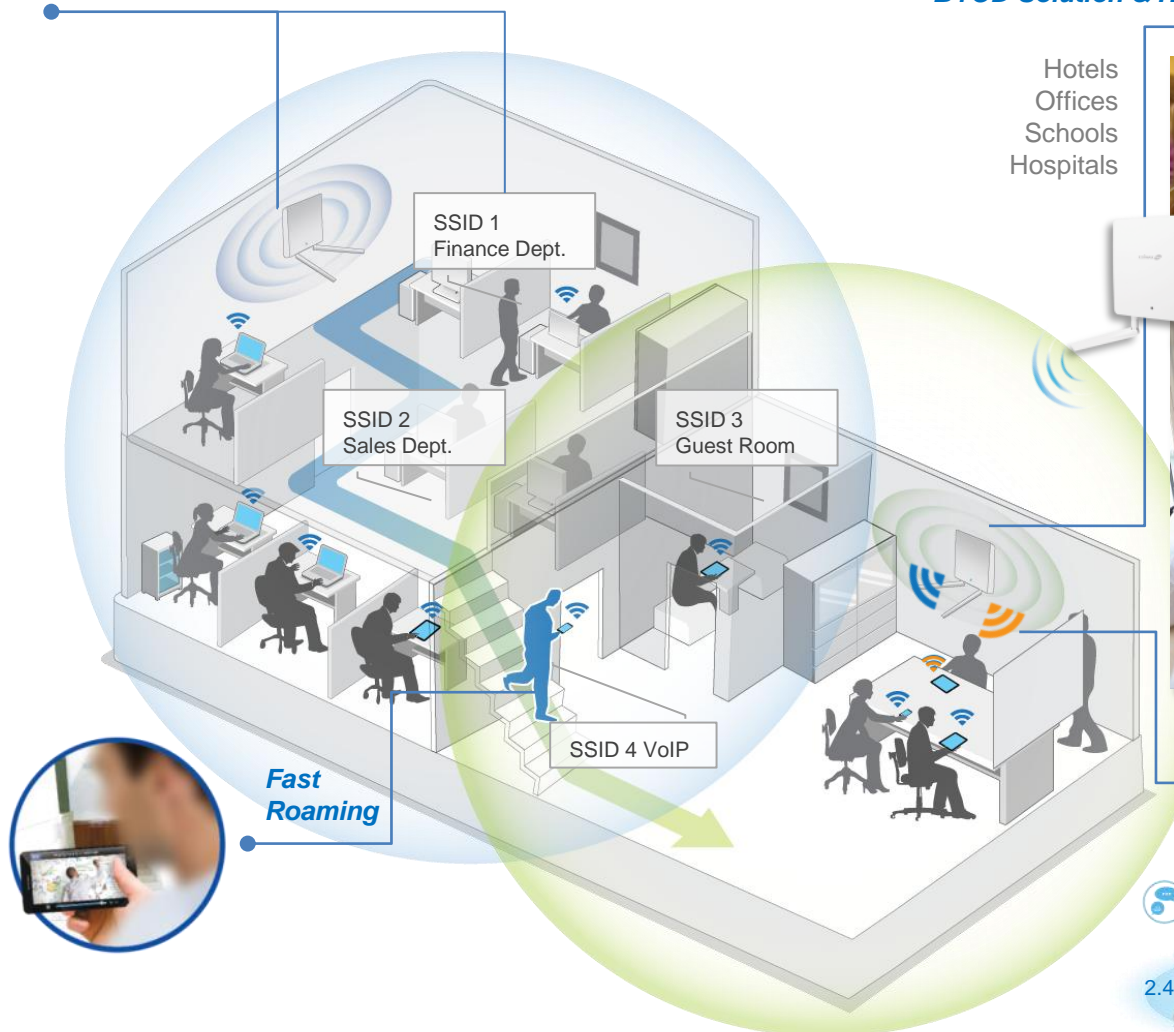 Hotels
Offices
Schools
Hospitals
SSID 1
Finance Dept.
SSID 2
Sales Dept.
SSID 3
Guest Room
SSID 4 VoIP
Fast
Roaming
2.4